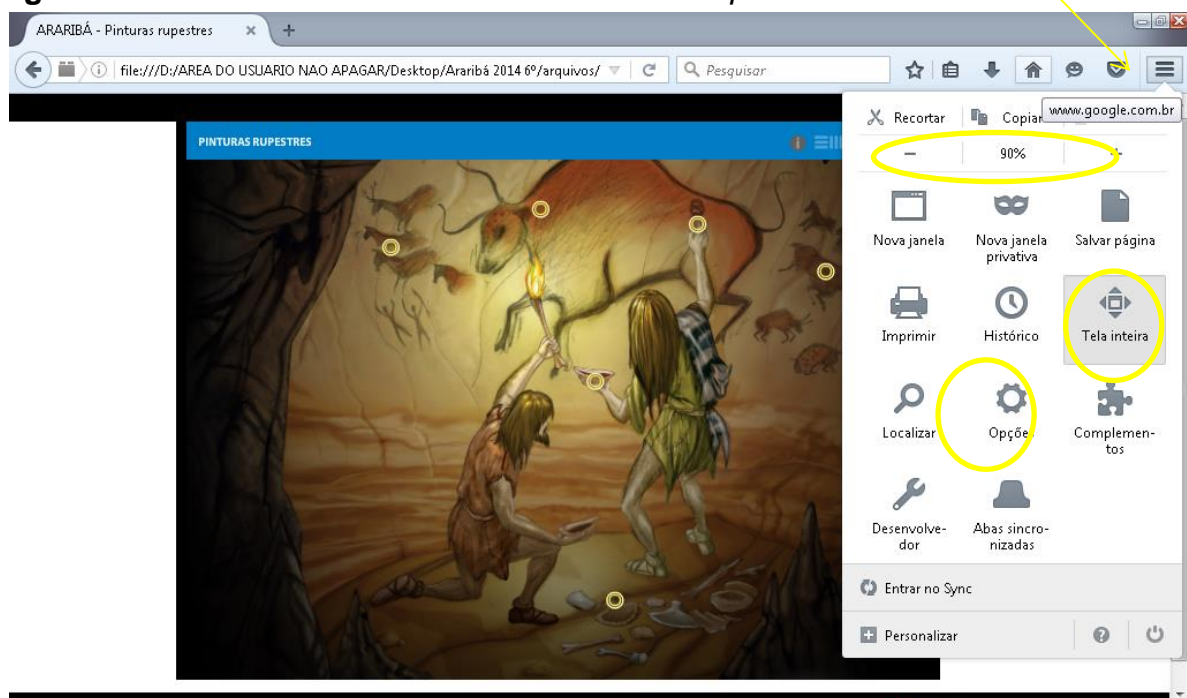 ARARIBÁ - Pinturas rupestres
file:///D:/AREA DO USUARIO NAO APAGAR/Desktop/Araribá 2014 6º/arquivos/
Pesquisar
www.google.com.br
Recortar
Copiar
90%
PINTURAS RUPESTRES
Nova janela
Nova janela
privativa
Salvar página
Imprimir
Histórico
Tela inteira
Localizar
Opções
Complemen-
tos
Desenvolve-
dor
Abas sincro-
nizadas
Entrar no Sync
Personalizar